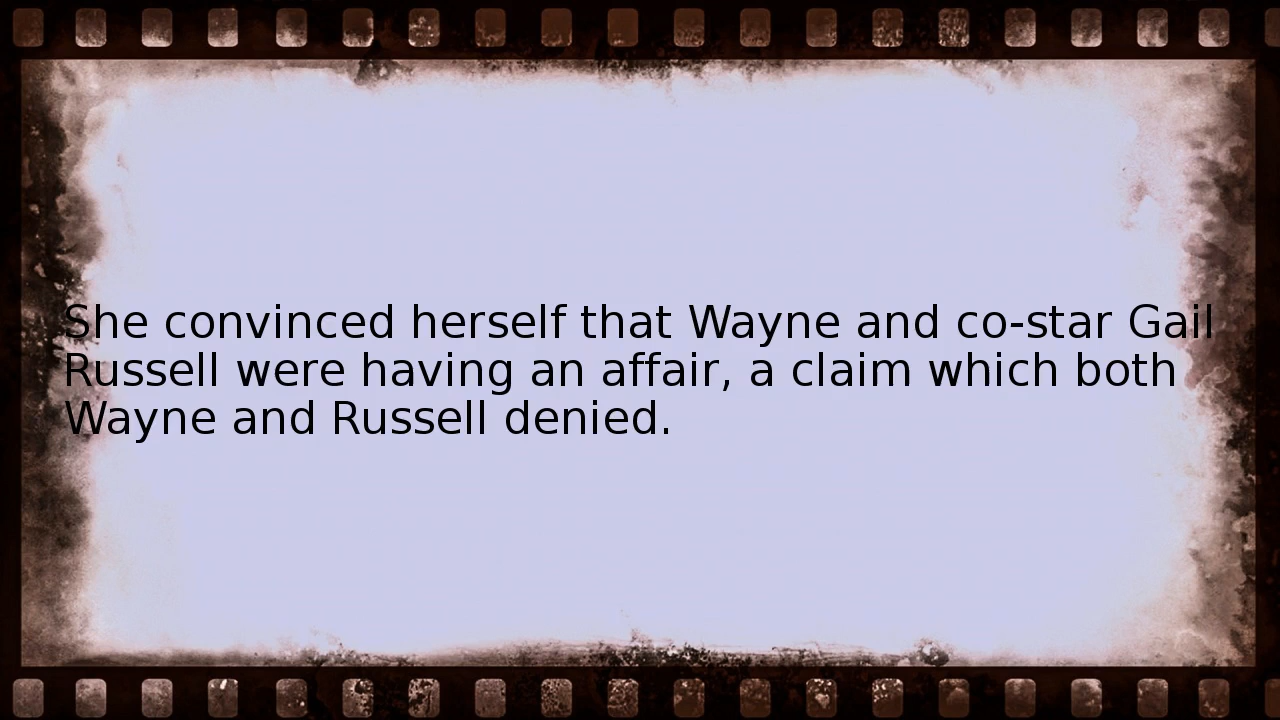 She convinced herself that Wayne and co-star Gail
Russell were having an affair, a claim which both
Wayne and Russell denied.